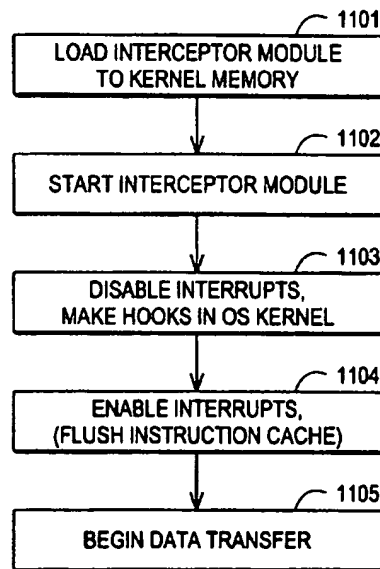 1101
LOAD INTERCEPTOR MODULE
TO KERNEL MEMORY
1102
START INTERCEPTOR MODULE
1103
DISABLE INTERRUPTS,
MAKE HOOKS IN OS KERNEL
1104
ENABLE INTERRUPTS,
(FLUSH INSTRUCTION CACHE)
1105
BEGIN DATA TRANSFER